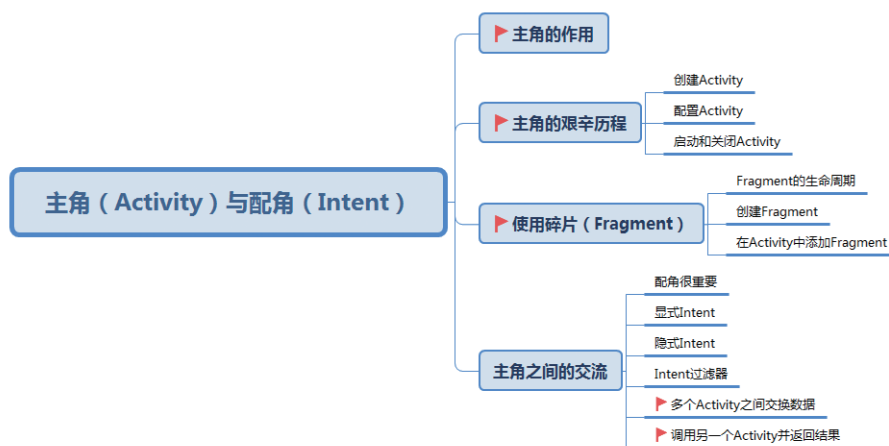 主角（Activity）与配角（Intent）
主角的作用
主角的艰辛历程
创建Activity
配置Activity
启动和关闭Activity
使用碎片（Fragment）
Fragment的生命周期
创建Fragment
在Activity中添加Fragment
主角之间的交流
配角很重要
显式Intent
隐式Intent
Intent过滤器
多个Activity之间交换数据
调用另一个Activity并返回结果